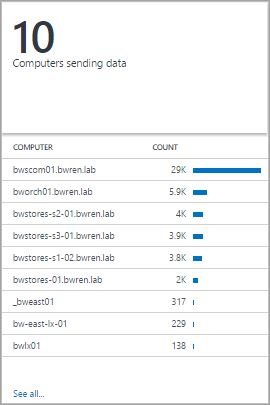 10
Computers sending data
COMPUTER COUNT
bwscom01.bwren.lab 29K
bworch01.bwren.lab 5.9K
bwstores-s2-01.bwren.lab 4K
bwstores-s3-01.bwren.lab 3.9K
bwstores-s1-02.bwren.lab 3.8K
bwstores-01.bwren.lab 2K
_bweast01 317
bw-east-lx-01 229
bwlx01 138
See all...